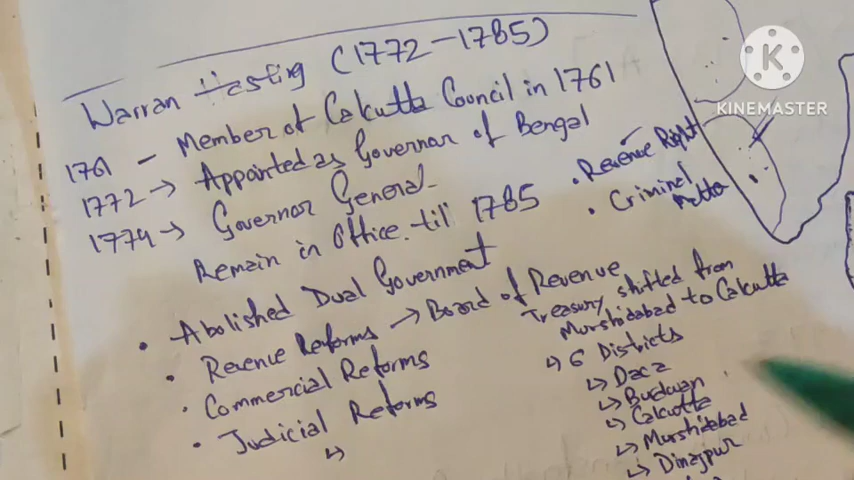 Warran Hasting (1772-1785)
1761 - Member of Calcutta Council in 1761
1772 → Appointed as Governor of Bengal
1774 → Governor General
Remain in Office till 1785
• Revenue Right
• Criminal Matter
• Abolished Dual Government
• Revenue Reforms → Board of Revenue
• Commercial Reforms
• Judicial Reforms
Treasury shifted from
Murshidabad to Calcutta
↳ 6 Districts
↳ Daca
↳ Burdwan
↳ Calcutta
↳ Murshidabad
↳ Dinajpur
K
KINEMASTER